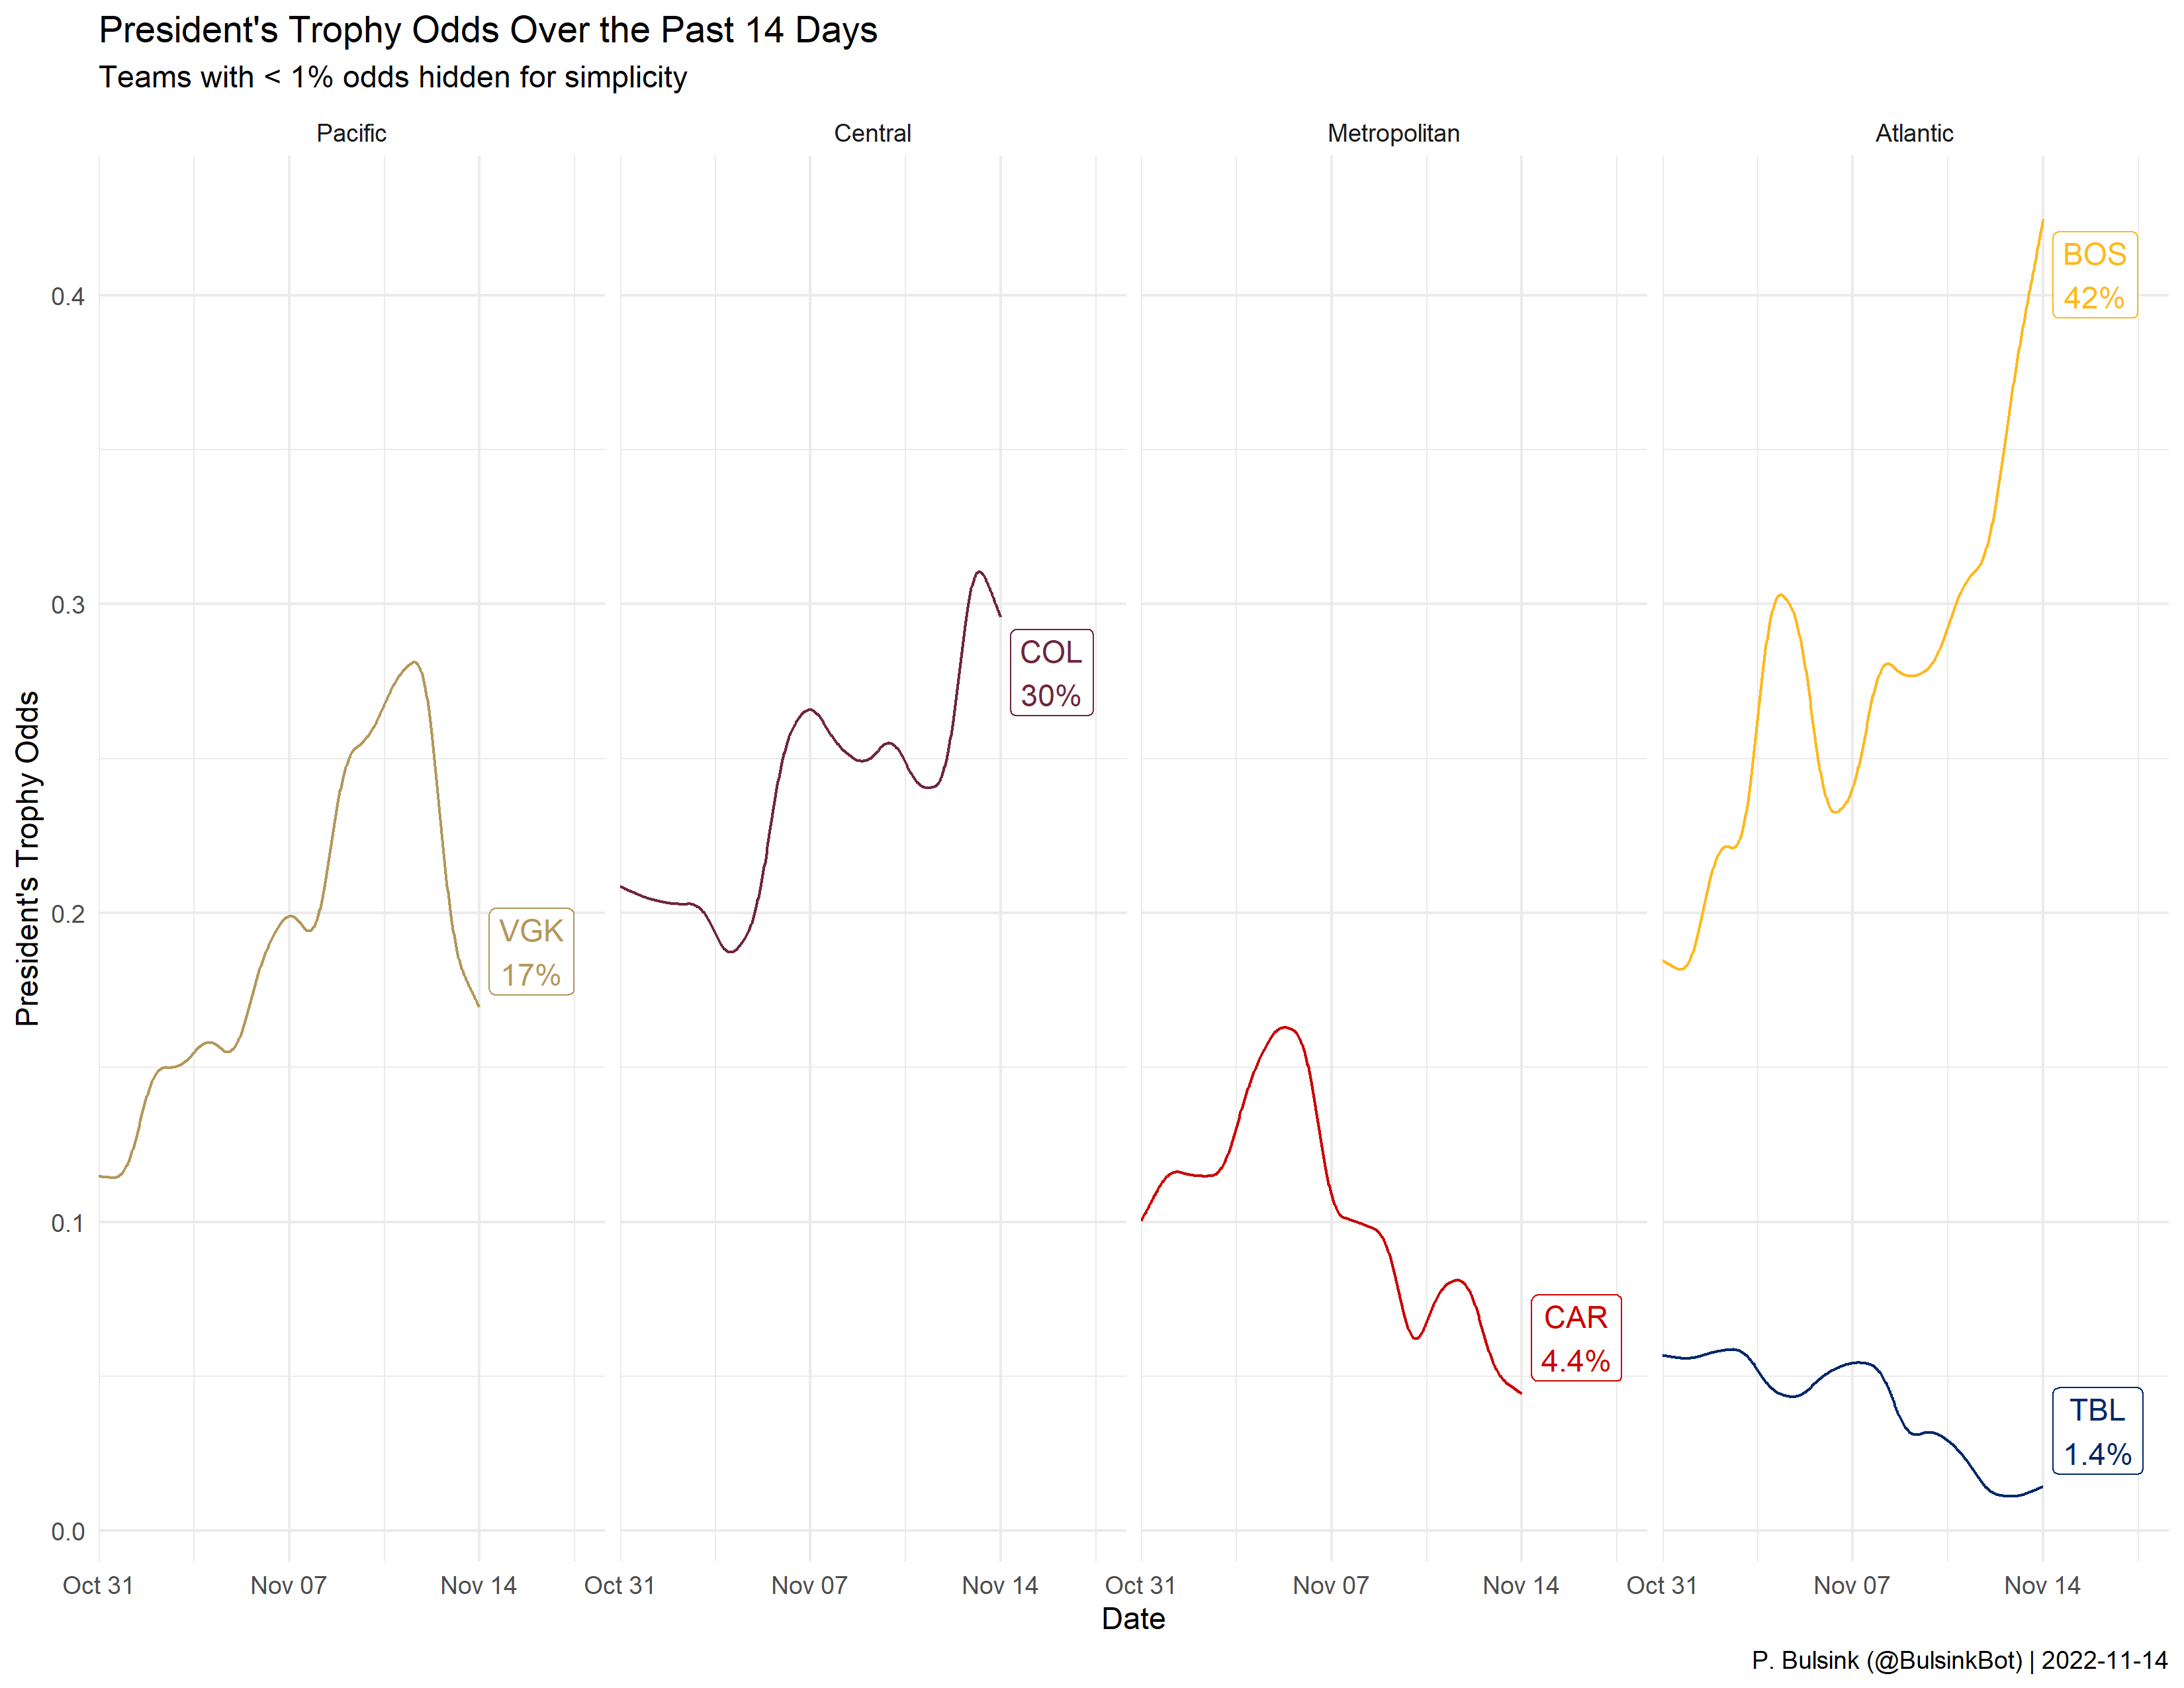 President's Trophy Odds Over the Past 14 Days
Teams with < 1% odds hidden for simplicity
Pacific
Central
Metropolitan
Atlantic
President's Trophy Odds
0.4
0.3
0.2
0.1
0.0
VGK
17%
COL
30%
CAR
4.4%
BOS
42%
TBL
1.4%
Oct 31 Nov 07 Nov 14 Oct 31 Nov 07 Nov 14 Oct 31 Nov 07 Nov 14 Oct 31 Nov 07 Nov 14
Date
P. Bulsink (@BulsinkBot) | 2022-11-14